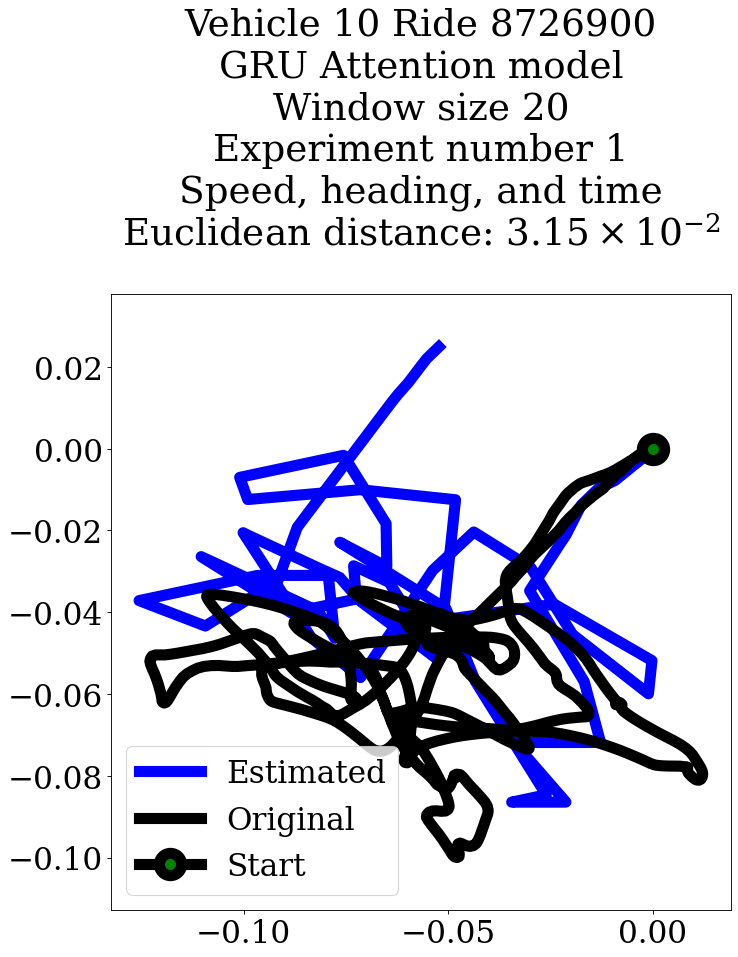 Vehicle 10 Ride 8726900
GRU Attention model
Window size 20
Experiment number 1
Speed, heading, and time
Euclidean distance: 3.15 × 10⁻²
0.02
0.00
−0.02
−0.04
−0.06
−0.08
−0.10
Estimated
Original
Start
−0.10 −0.05 0.00